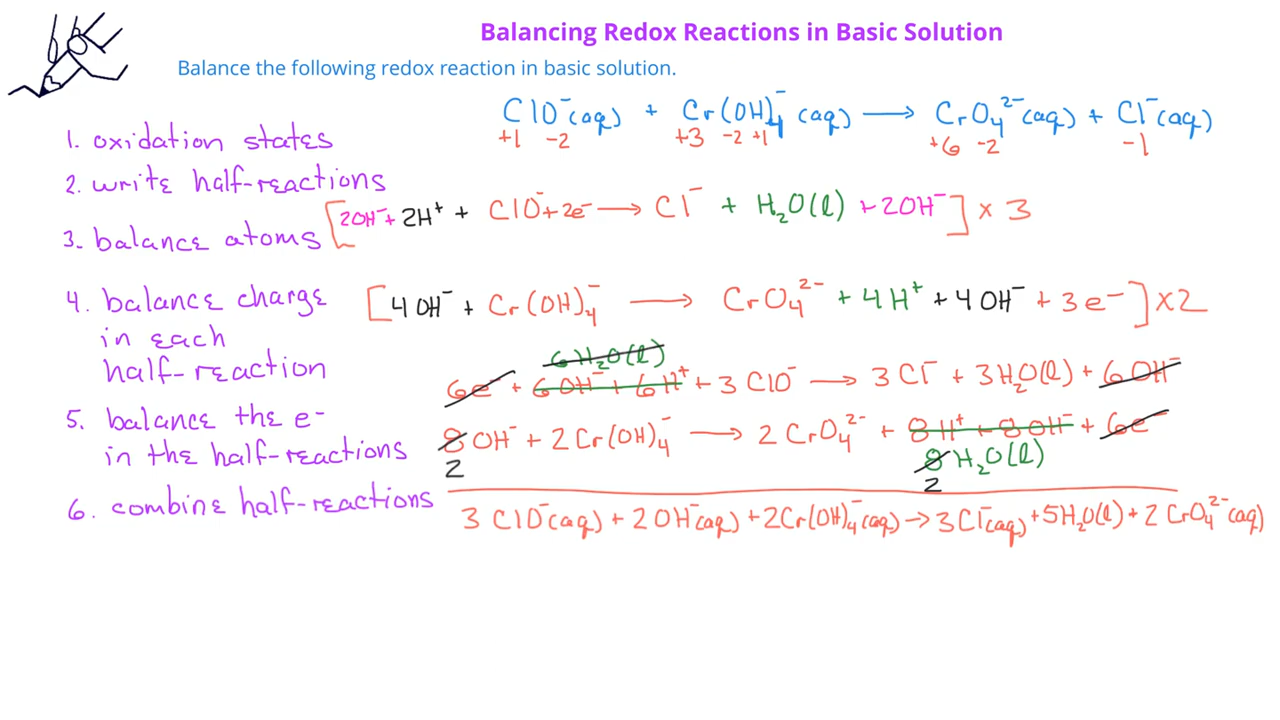 Balancing Redox Reactions in Basic Solution
Balance the following redox reaction in basic solution.
ClO⁻(aq) + Cr(OH)₄⁻(aq) → CrO₄²⁻(aq) + Cl⁻(aq)
+1 -2 +3 -2 +1 +6 -2 -1
1. oxidation states
2. write half-reactions
[2OH⁻ + 2H⁺ + ClO⁻ + 2e⁻ → Cl⁻ + H₂O(l) + 2OH⁻] x 3
3. balance atoms
4. balance charge
in each
half-reaction
[4OH⁻ + Cr(OH)₄⁻ → CrO₄²⁻ + 4H⁺ + 4OH⁻ + 3e⁻] x 2
6H₂O(l)
6e⁻ + 6OH⁻ + 6H⁺ + 3ClO⁻ → 3Cl⁻ + 3H₂O(l) + 6OH⁻
5. balance the e-
in the half-reactions
8OH⁻ + 2Cr(OH)₄⁻ → 2CrO₄²⁻ + 8H⁺ + 8OH⁻ + 6e⁻
2 8H₂O(l)
2
6. combine half-reactions
3ClO⁻(aq) + 2OH⁻(aq) + 2Cr(OH)₄⁻(aq) → 3Cl⁻(aq) + 5H₂O(l) + 2CrO₄²⁻(aq)